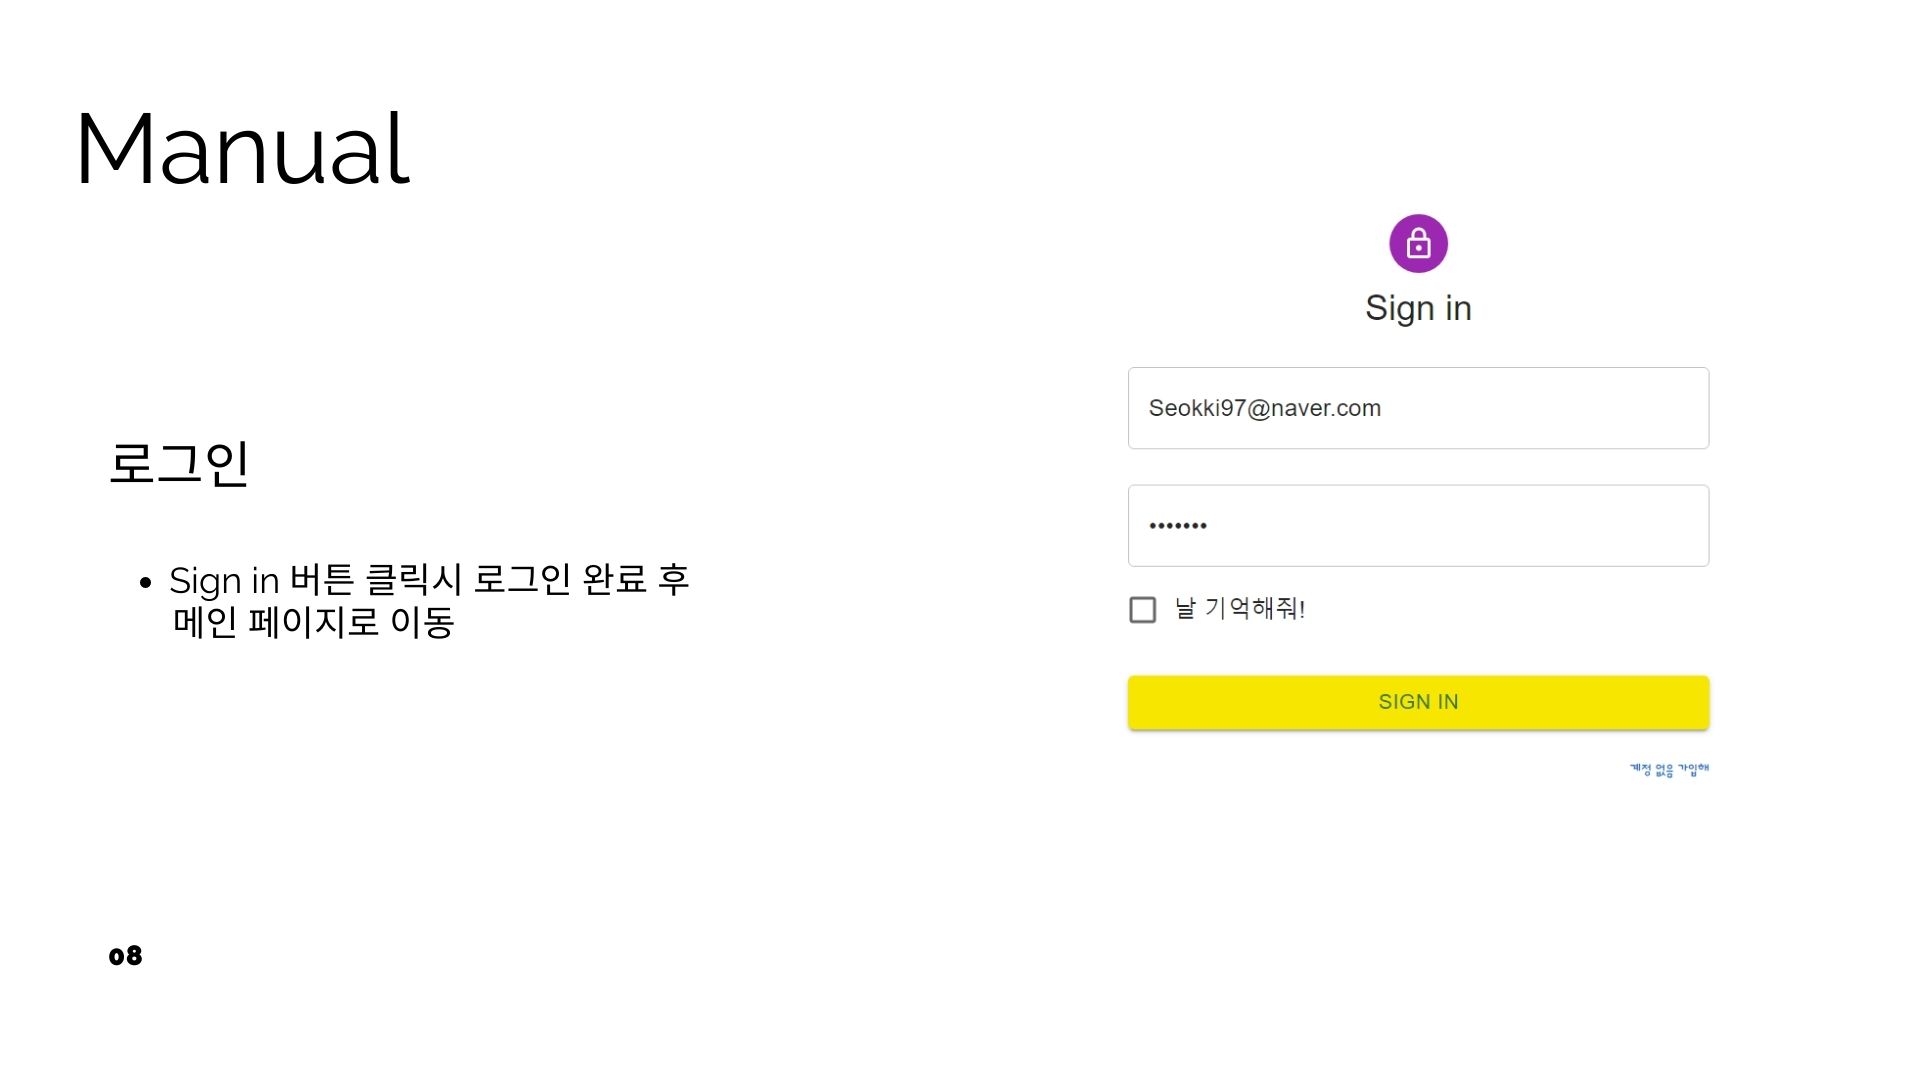 Manual
로그인
• Sign in 버튼 클릭시 로그인 완료 후
메인 페이지로 이동
08
Sign in
Seokki97@naver.com
•••••••
날 기억해줘!
SIGN IN
계정 없음 가입해